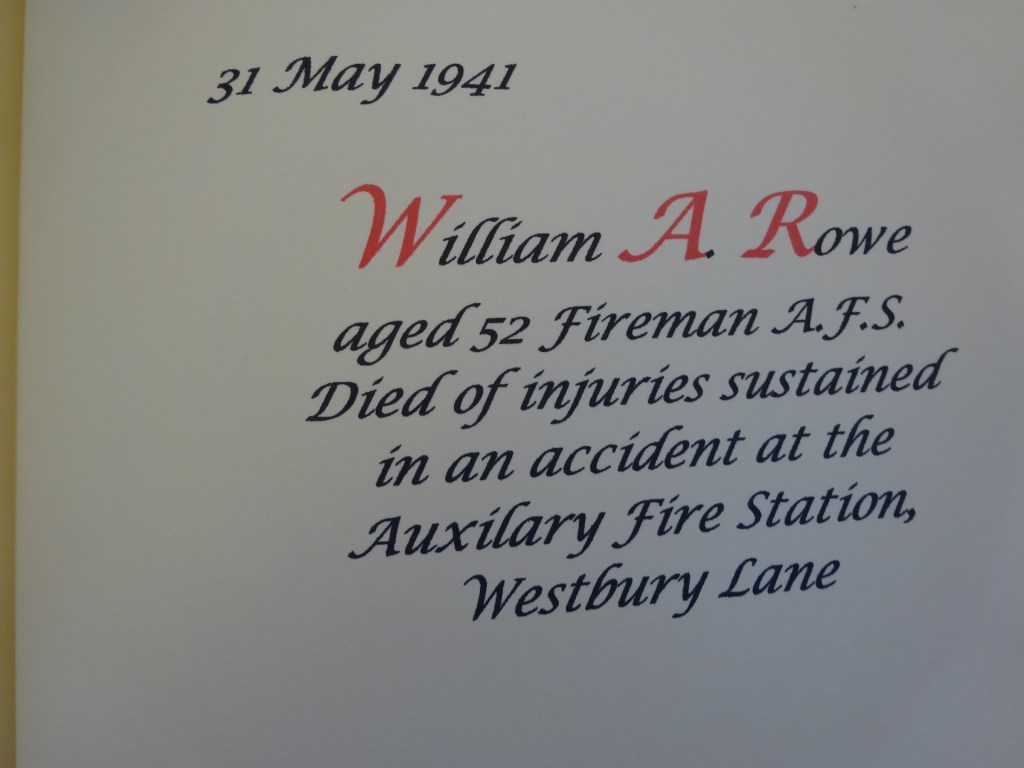 31 May 1941
William A. Rowe
aged 52 Fireman A.F.S.
Died of injuries sustained
in an accident at the
Auxilary Fire Station,
Westbury Lane